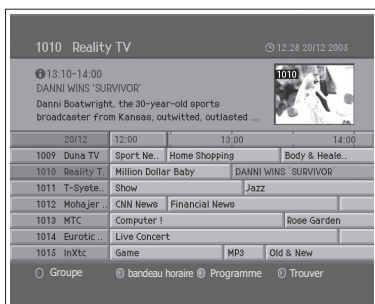 1010 Reality TV 12:28 20/12 2005
13:10-14:00
DANNI WINS 'SURVIVOR'
Danni Boatwright, the 30-year-old sports
broadcaster from Kansas, outwitted, outlasted ...
1010
20/12 12:00 13:00 14:00
1009 Duna TV Sport Ne.. Home Shopping Body & Heale..
1010 Reality T. Million Dollar Baby DANNI WINS `SURVIVOR'
1011 T-Syste.. Show Jazz
1012 Mohajer .. CNN News Financial News
1013 MTC Computer ! Rose Garden
1014 Eurotic .. Live Concert
1015 InXtc Game MP3 Old & New
Groupe bandeau horaire Programme Trouver